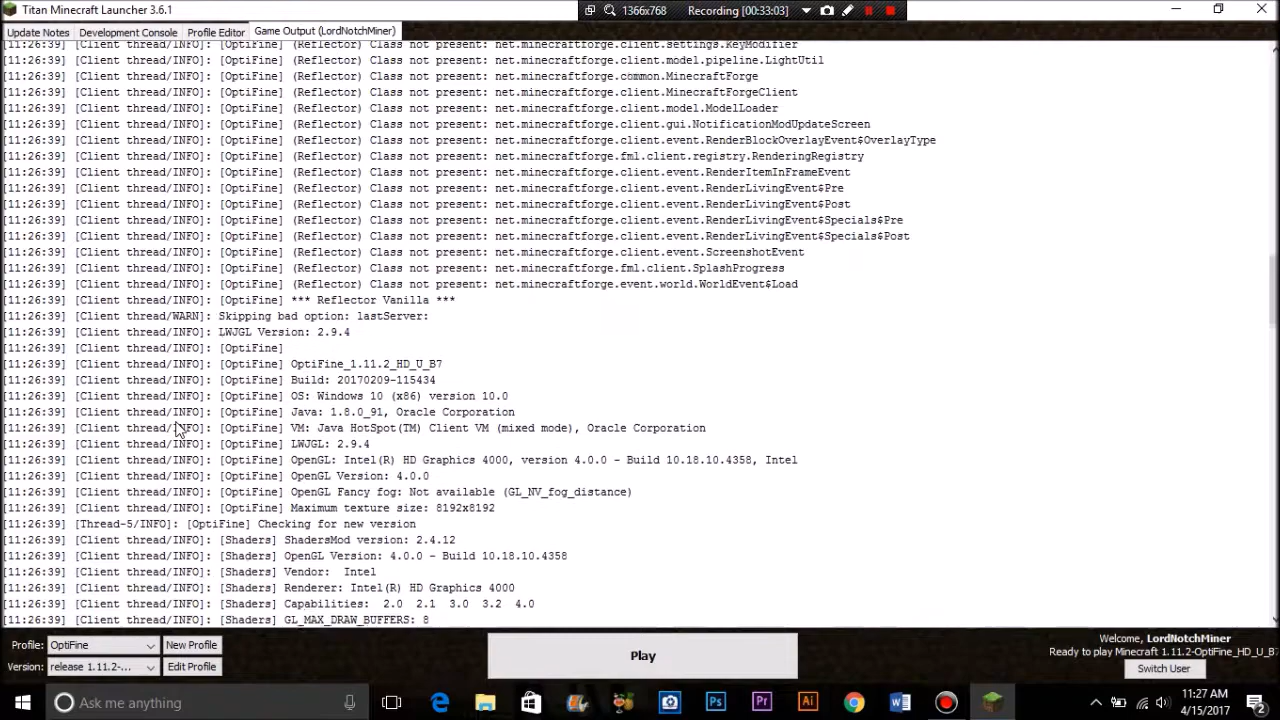 Titan Minecraft Launcher 3.6.1
1366x768
Recording [00:33:03]
Update Notes
Development Console
Profile Editor
Game Output (LordNotchMiner)
[11:26:39] [Client thread/INFO]: [OptiFine] (Reflector) Class not present: net.minecraftforge.client.settings.KeyModifier
[11:26:39] [Client thread/INFO]: [OptiFine] (Reflector) Class not present: net.minecraftforge.client.model.pipeline.LightUtil
[11:26:39] [Client thread/INFO]: [OptiFine] (Reflector) Class not present: net.minecraftforge.common.MinecraftForge
[11:26:39] [Client thread/INFO]: [OptiFine] (Reflector) Class not present: net.minecraftforge.client.MinecraftForgeClient
[11:26:39] [Client thread/INFO]: [OptiFine] (Reflector) Class not present: net.minecraftforge.client.model.ModelLoader
[11:26:39] [Client thread/INFO]: [OptiFine] (Reflector) Class not present: net.minecraftforge.client.gui.NotificationModUpdateScreen
[11:26:39] [Client thread/INFO]: [OptiFine] (Reflector) Class not present: net.minecraftforge.client.event.RenderBlockOverlayEvent$OverlayType
[11:26:39] [Client thread/INFO]: [OptiFine] (Reflector) Class not present: net.minecraftforge.fml.client.registry.RenderingRegistry
[11:26:39] [Client thread/INFO]: [OptiFine] (Reflector) Class not present: net.minecraftforge.client.event.RenderItemInFrameEvent
[11:26:39] [Client thread/INFO]: [OptiFine] (Reflector) Class not present: net.minecraftforge.client.event.RenderLivingEvent$Pre
[11:26:39] [Client thread/INFO]: [OptiFine] (Reflector) Class not present: net.minecraftforge.client.event.RenderLivingEvent$Post
[11:26:39] [Client thread/INFO]: [OptiFine] (Reflector) Class not present: net.minecraftforge.client.event.RenderLivingEvent$Specials$Pre
[11:26:39] [Client thread/INFO]: [OptiFine] (Reflector) Class not present: net.minecraftforge.client.event.RenderLivingEvent$Specials$Post
[11:26:39] [Client thread/INFO]: [OptiFine] (Reflector) Class not present: net.minecraftforge.client.event.ScreenshotEvent
[11:26:39] [Client thread/INFO]: [OptiFine] (Reflector) Class not present: net.minecraftforge.fml.client.SplashProgress
[11:26:39] [Client thread/INFO]: [OptiFine] (Reflector) Class not present: net.minecraftforge.event.world.WorldEvent$Load
[11:26:39] [Client thread/INFO]: [OptiFine] *** Reflector Vanilla ***
[11:26:39] [Client thread/WARN]: Skipping bad option: lastServer:
[11:26:39] [Client thread/INFO]: LWJGL Version: 2.9.4
[11:26:39] [Client thread/INFO]: [OptiFine]
[11:26:39] [Client thread/INFO]: [OptiFine] OptiFine_1.11.2_HD_U_B7
[11:26:39] [Client thread/INFO]: [OptiFine] Build: 20170209-115434
[11:26:39] [Client thread/INFO]: [OptiFine] OS: Windows 10 (x86) version 10.0
[11:26:39] [Client thread/INFO]: [OptiFine] Java: 1.8.0_91, Oracle Corporation
[11:26:39] [Client thread/INFO]: [OptiFine] VM: Java HotSpot(TM) Client VM (mixed mode), Oracle Corporation
[11:26:39] [Client thread/INFO]: [OptiFine] LWJGL: 2.9.4
[11:26:39] [Client thread/INFO]: [OptiFine] OpenGL: Intel(R) HD Graphics 4000, version 4.0.0 - Build 10.18.10.4358, Intel
[11:26:39] [Client thread/INFO]: [OptiFine] OpenGL Version: 4.0.0
[11:26:39] [Client thread/INFO]: [OptiFine] OpenGL Fancy fog: Not available (GL_NV_fog_distance)
[11:26:39] [Client thread/INFO]: [OptiFine] Maximum texture size: 8192x8192
[11:26:39] [Thread-5/INFO]: [OptiFine] Checking for new version
[11:26:39] [Client thread/INFO]: [Shaders] ShadersMod version: 2.4.12
[11:26:39] [Client thread/INFO]: [Shaders] OpenGL Version: 4.0.0 - Build 10.18.10.4358
[11:26:39] [Client thread/INFO]: [Shaders] Vendor:  Intel
[11:26:39] [Client thread/INFO]: [Shaders] Renderer: Intel(R) HD Graphics 4000
[11:26:39] [Client thread/INFO]: [Shaders] Capabilities:  2.0  2.1  3.0  3.2  4.0
[11:26:39] [Client thread/INFO]: [Shaders] GL_MAX_DRAW_BUFFERS: 8
Profile: OptiFine
New Profile
Version: release 1.11.2-...
Edit Profile
Play
Welcome, LordNotchMiner
Ready to play Minecraft 1.11.2-OptiFine_HD_U_B7
Switch User
Ask me anything
11:27 AM
4/15/2017
2